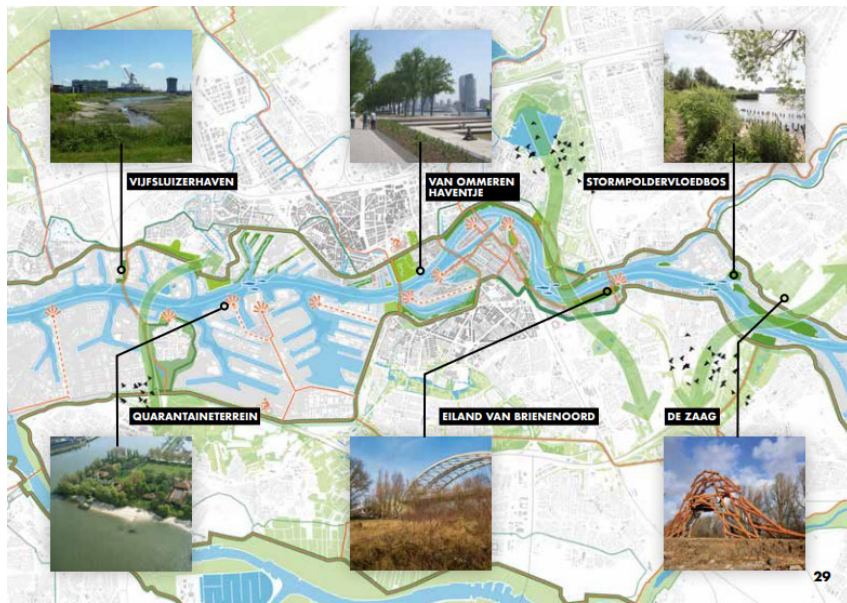 VIJFSLUIZERHAVEN
VAN OMMEREN
HAVENTJE
STORMPOLDERVLOEDBOS
QUARANTAINETERREIN
EILAND VAN BRIENENOORD
DE ZAAG
29